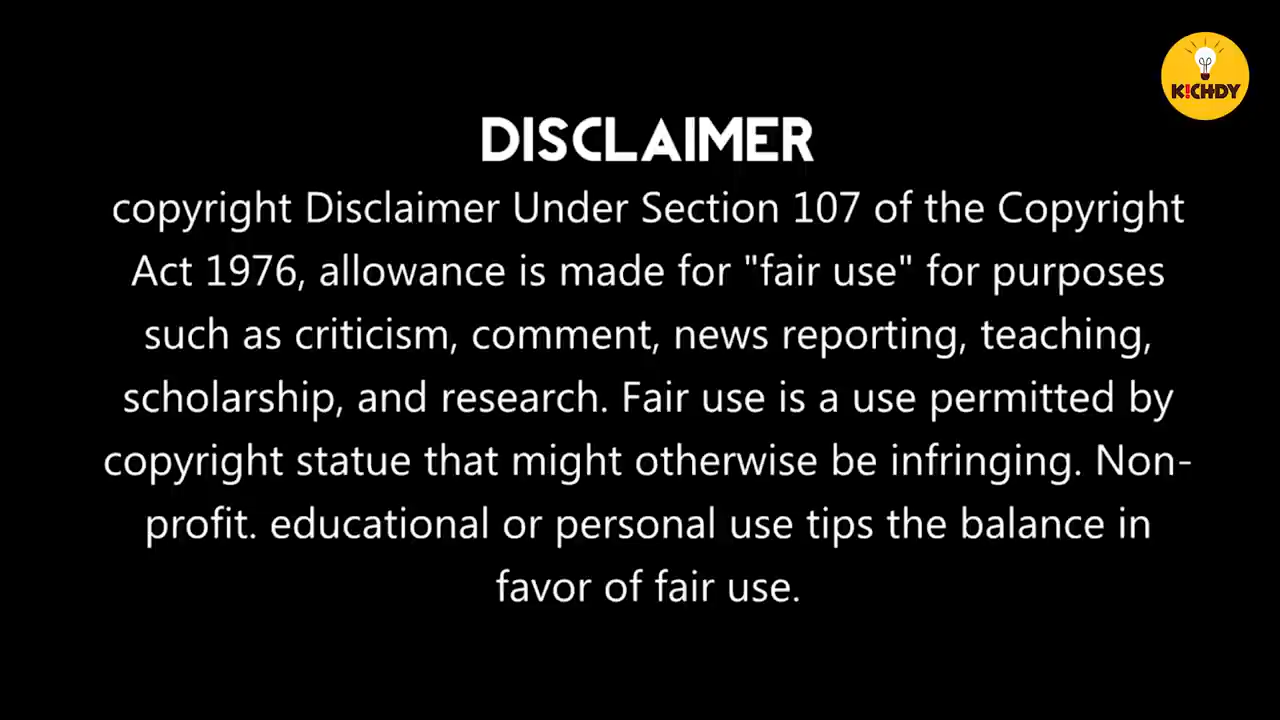 K!CHDY
DISCLAIMER
copyright Disclaimer Under Section 107 of the Copyright
Act 1976, allowance is made for "fair use" for purposes
such as criticism, comment, news reporting, teaching,
scholarship, and research. Fair use is a use permitted by
copyright statue that might otherwise be infringing. Non-
profit. educational or personal use tips the balance in
favor of fair use.